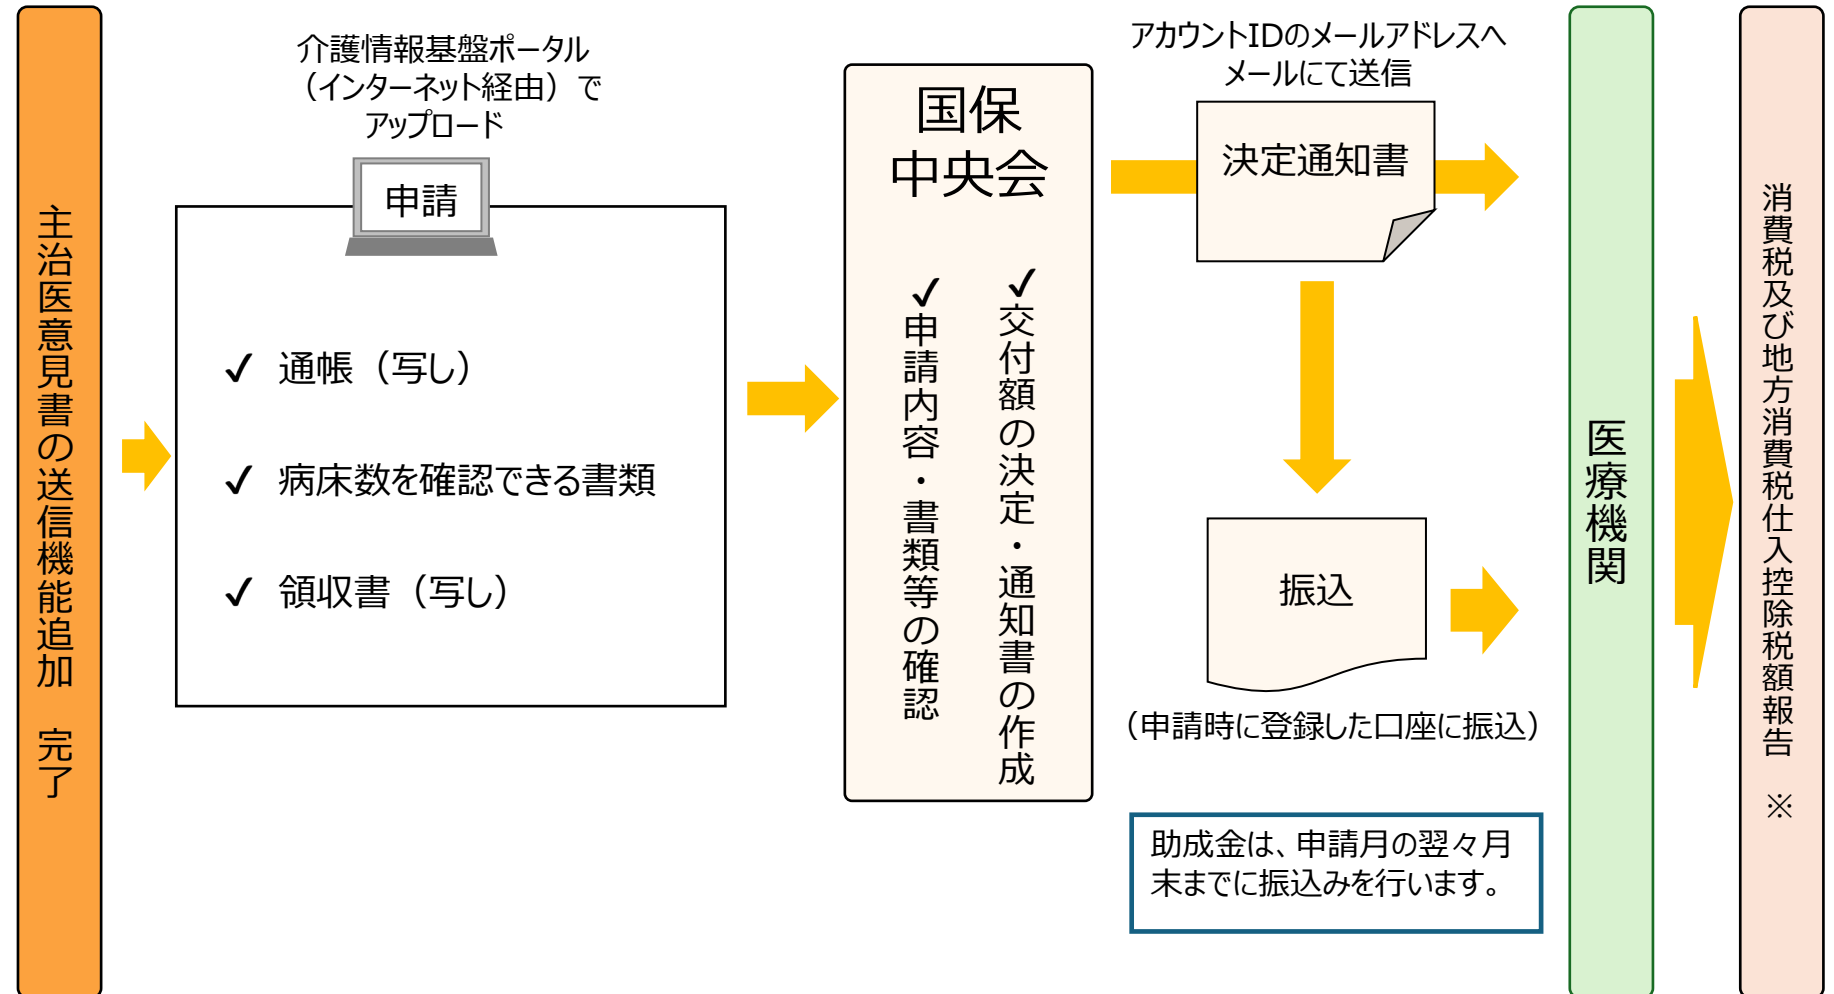 主治医意見書の送信機能追加　完了
介護情報基盤ポータル
（インターネット経由）で
アップロード
申請
✓ 通帳（写し）
✓ 病床数を確認できる書類
✓ 領収書（写し）
国保
中央会
✓交付額の決定・通知書の作成
✓申請内容・書類等の確認
アカウントIDのメールアドレスへ
メールにて送信
決定通知書
振込
（申請時に登録した口座に振込）
助成金は、申請月の翌々月
末までに振込みを行います。
医療機関
消費税及び地方消費税仕入控除税額報告　※